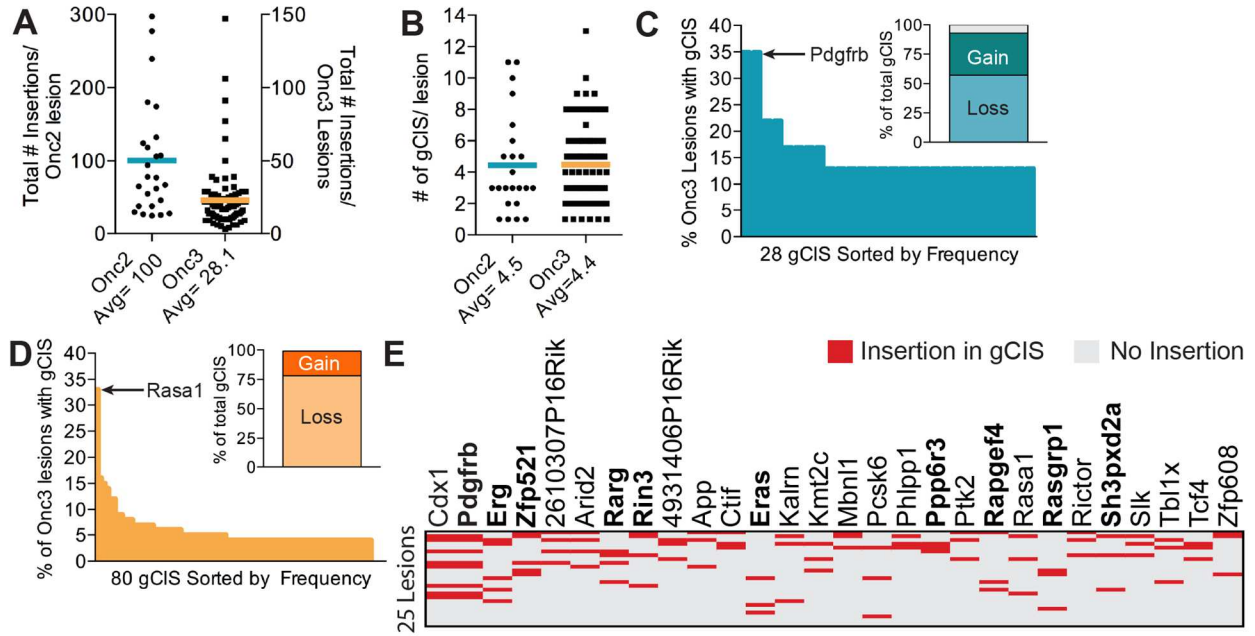 A
Total # Insertions/
Onc2 lesion
300
200
100
0
150
100
50
0
Total # Insertions/
Onc3 Lesions
Onc2
Avg= 100
Onc3
Avg= 28.1
B
# of gCIS/ lesion
14
12
10
8
6
4
2
0
Onc2
Avg= 4.5
Onc3
Avg=4.4
C
% Onc3 Lesions with gCIS
40
35
30
25
20
15
10
5
0
Pdgfrb
28 gCIS Sorted by Frequency
% of total gCIS
100
75
50
25
0
Gain
Loss
D
% of Onc3 lesions with gCIS
40
35
30
25
20
15
10
5
0
Rasa1
80 gCIS Sorted by Frequency
% of total gCIS
100
75
50
25
0
Gain
Loss
E
Insertion in gCIS
No Insertion
Cdx1
Pdgfrb
Erg
Zfp521
2610307P16Rik
Arid2
Rarg
Rin3
4931406P16Rik
App
Ctif
Eras
Kalrn
Kmt2c
Mbnl1
Pcsk6
Phlpp1
Ppp6r3
Ptk2
Rapgef4
Rasa1
Rasgrp1
Rictor
Sh3pxd2a
Slk
Tbl1x
Tcf4
Zfp608
25 Lesions